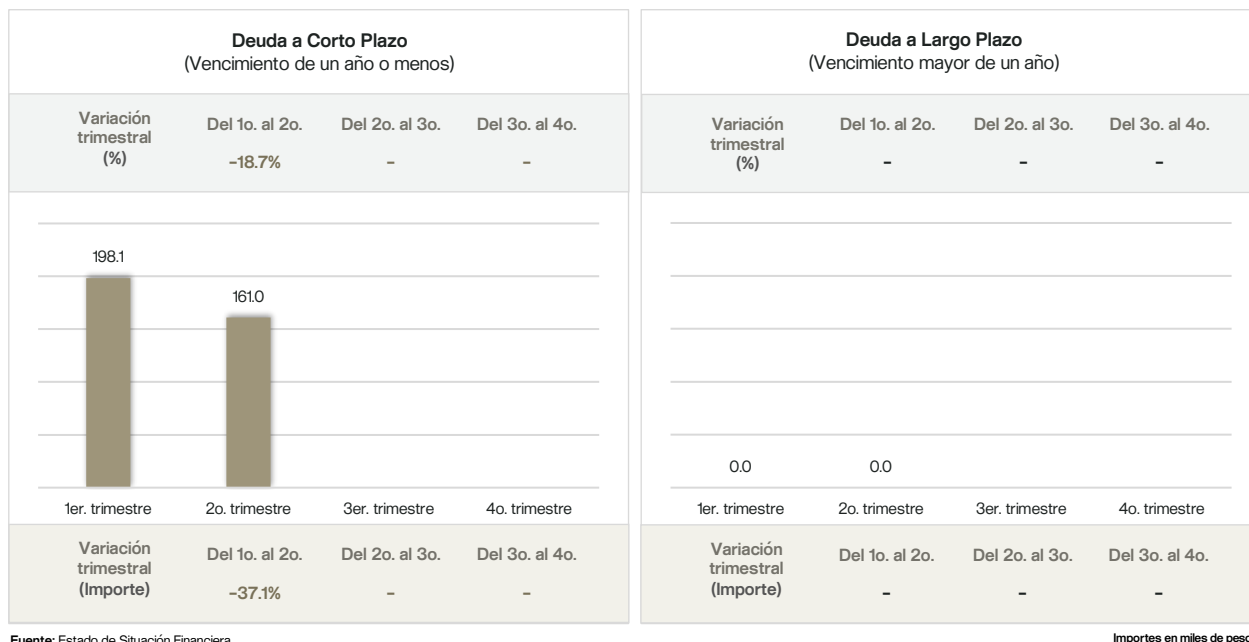 Deuda a Corto Plazo
(Vencimiento de un año o menos)
Variación trimestral (%) Del 1o. al 2o. Del 2o. al 3o. Del 3o. al 4o.
-18.7% - -
198.1
161.0
1er. trimestre 2o. trimestre 3er. trimestre 4o. trimestre
Variación trimestral (Importe) Del 1o. al 2o. Del 2o. al 3o. Del 3o. al 4o.
-37.1% - -
Deuda a Largo Plazo
(Vencimiento mayor de un año)
Variación trimestral (%) Del 1o. al 2o. Del 2o. al 3o. Del 3o. al 4o.
- - -
0.0 0.0
1er. trimestre 2o. trimestre 3er. trimestre 4o. trimestre
Variación trimestral (Importe) Del 1o. al 2o. Del 2o. al 3o. Del 3o. al 4o.
- - -
Fuente: Estado de Situación Financiera
Importes en miles de peso